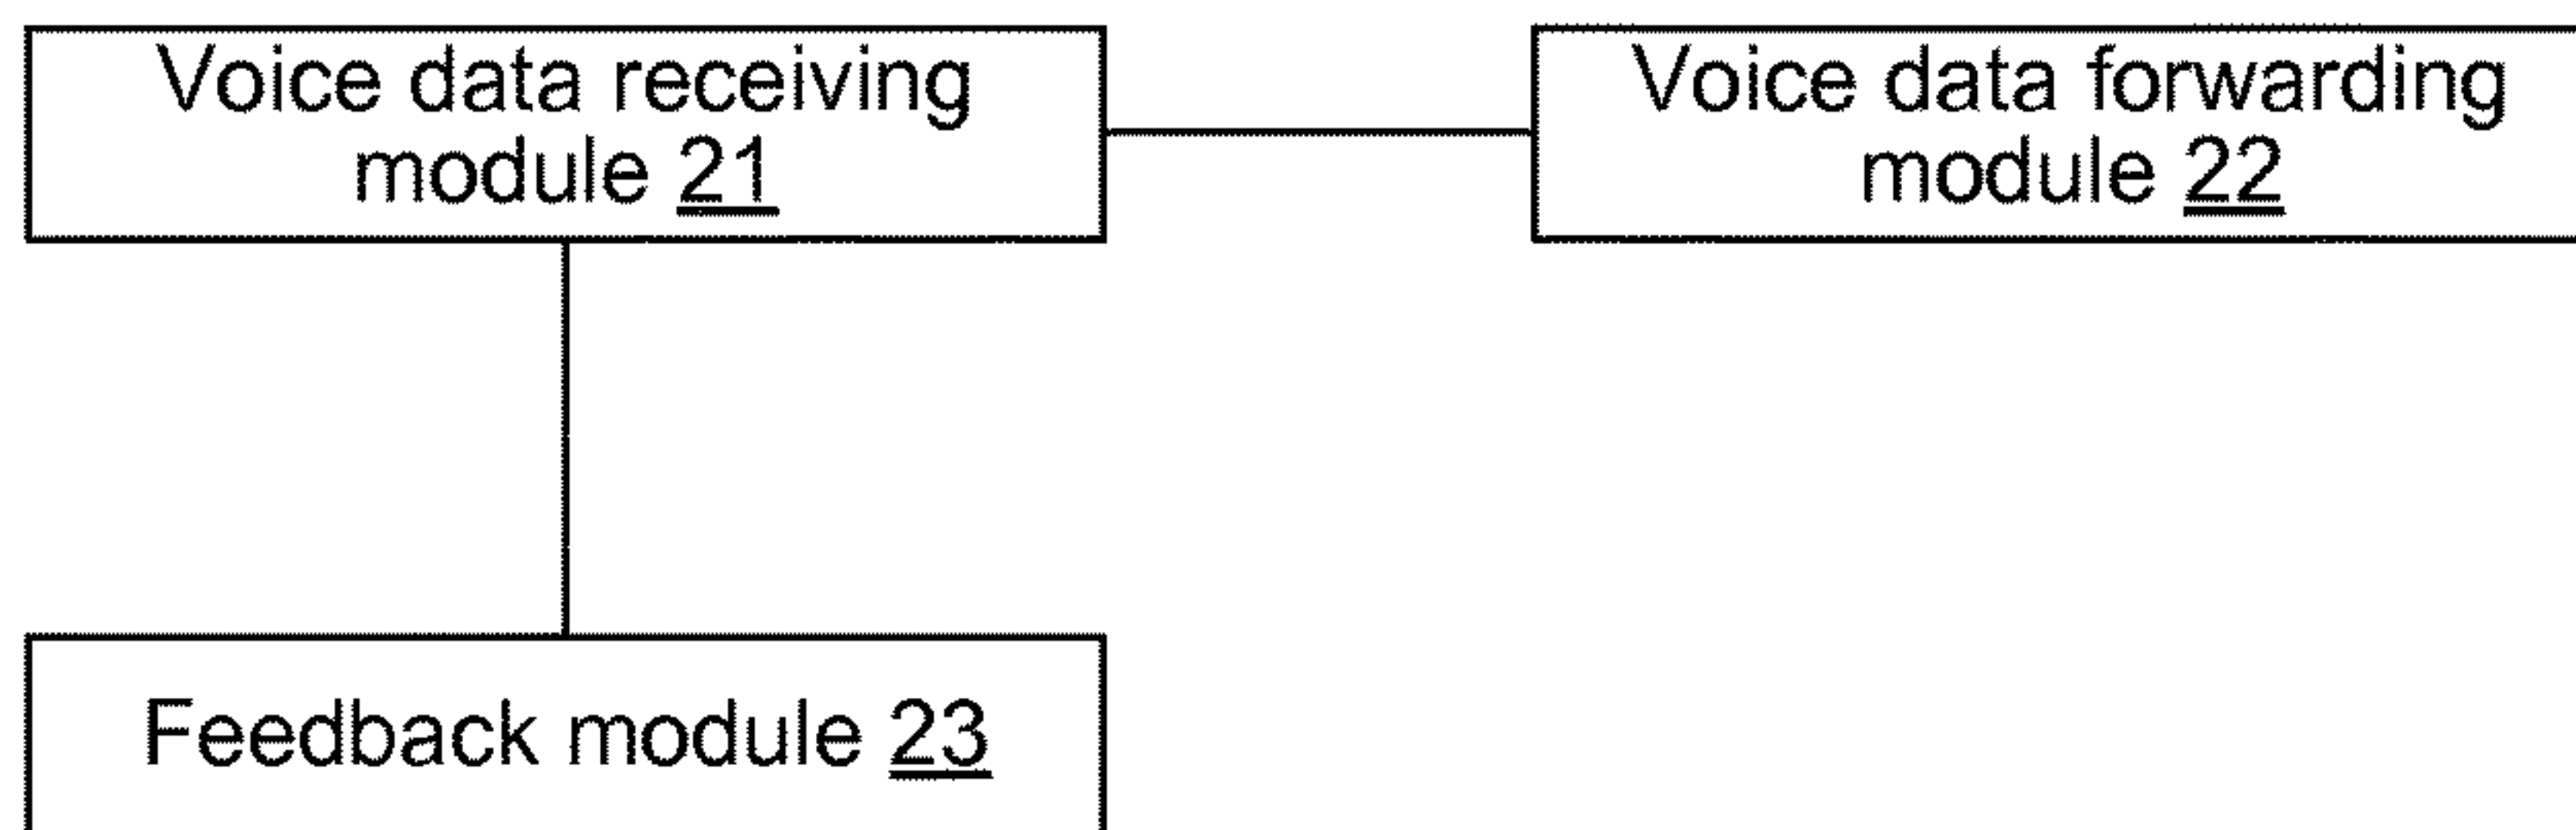 Voice data receiving
module 21
Voice data forwarding
module 22
Feedback module 23